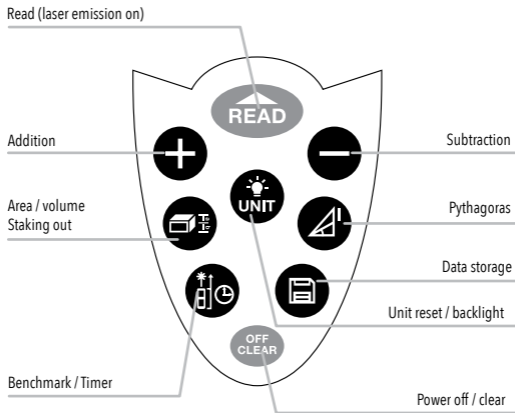 Read (laser emission on)
READ
Addition
Subtraction
UNIT
Area / volume
Staking out
Pythagoras
Data storage
Unit reset / backlight
OFF
CLEAR
Benchmark / Timer
Power off / clear